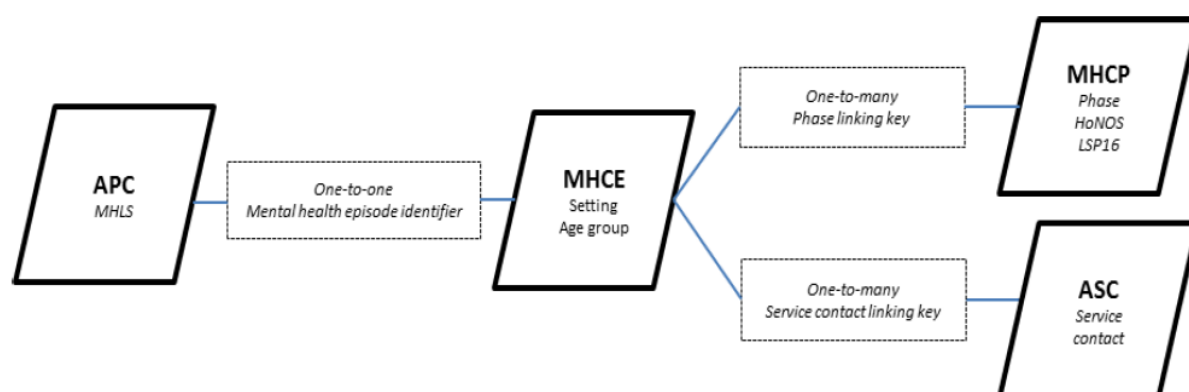 APC
MHLS
One-to-one
Mental health episode identifier
MHCE
Setting
Age group
One-to-many
Phase linking key
MHCP
Phase
HoNOS
LSP16
One-to-many
Service contact linking key
ASC
Service
contact